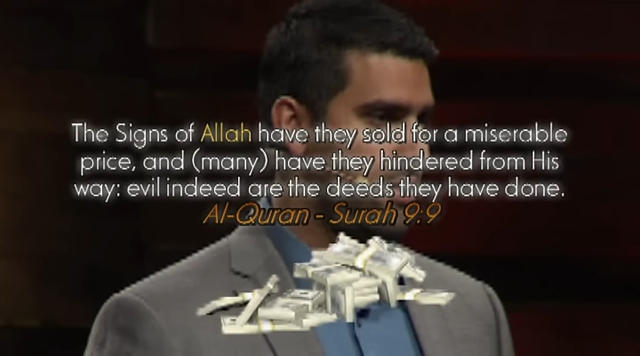 The Signs of Allah have they sold for a miserable
price, and (many) have they hindered from His
way: evil indeed are the deeds they have done.
Al-Quran - Surah 9:9